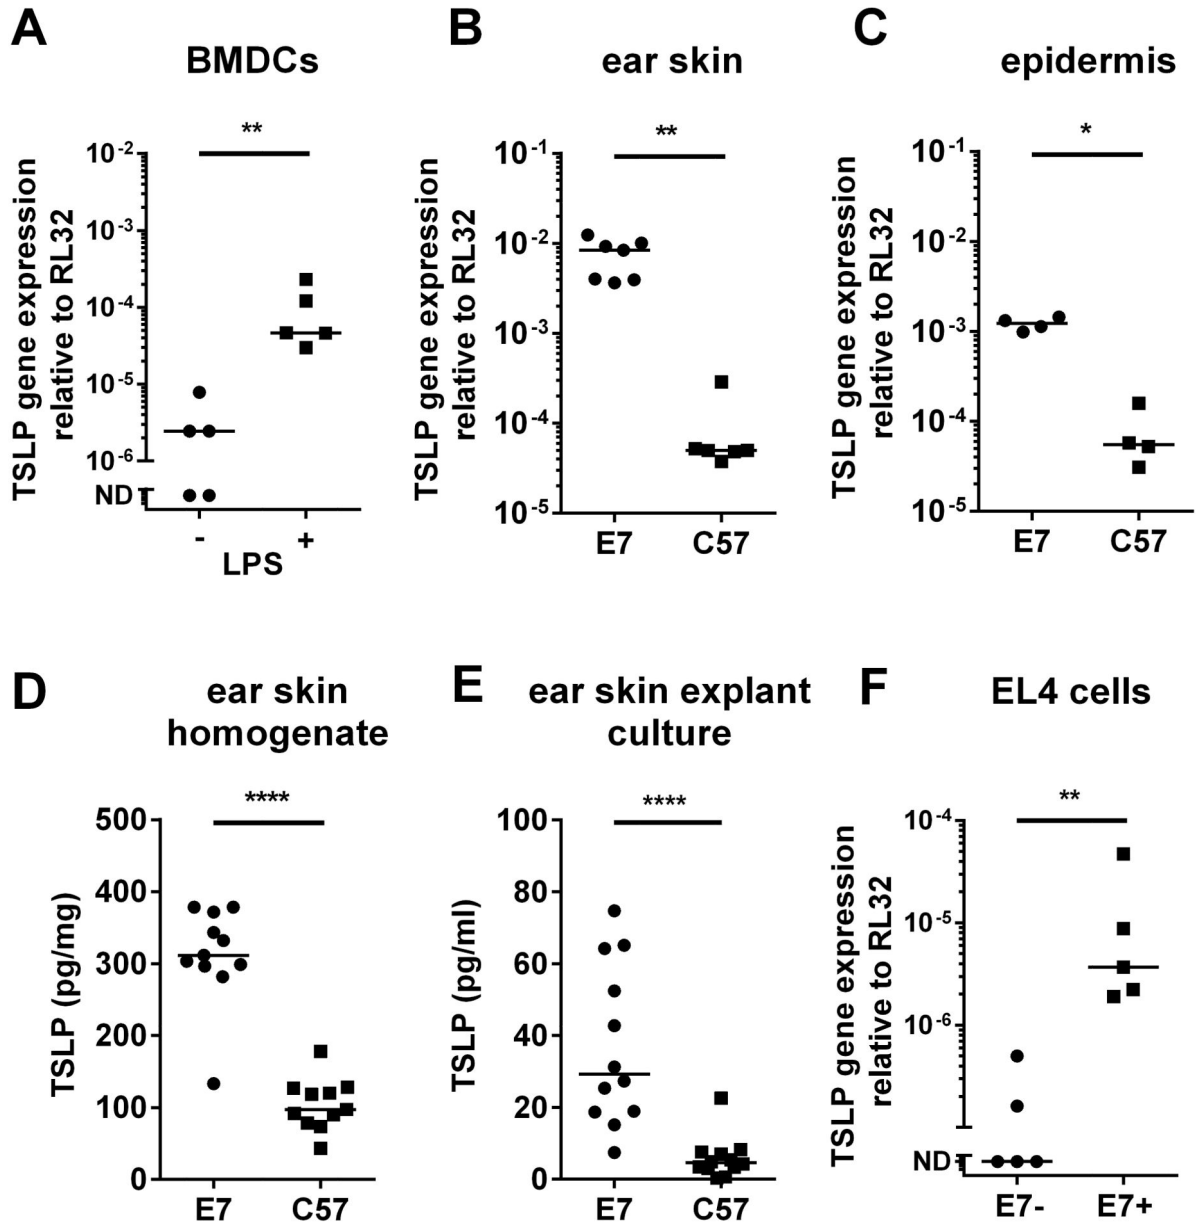 A
BMDCs
**
TSLP gene expression
relative to RL32
10-2
10-3
10-4
10-5
10-6
ND
- +
LPS
B
ear skin
**
TSLP gene expression
relative to RL32
10-1
10-2
10-3
10-4
10-5
E7 C57
C
epidermis
*
TSLP gene expression
relative to RL32
10-1
10-2
10-3
10-4
10-5
E7 C57
D
ear skin
homogenate
****
TSLP (pg/mg)
500
400
300
200
100
0
E7 C57
E
ear skin explant
culture
****
TSLP (pg/ml)
100
80
60
40
20
0
E7 C57
F
EL4 cells
**
TSLP gene expression
relative to RL32
10-4
10-5
10-6
ND
E7- E7+